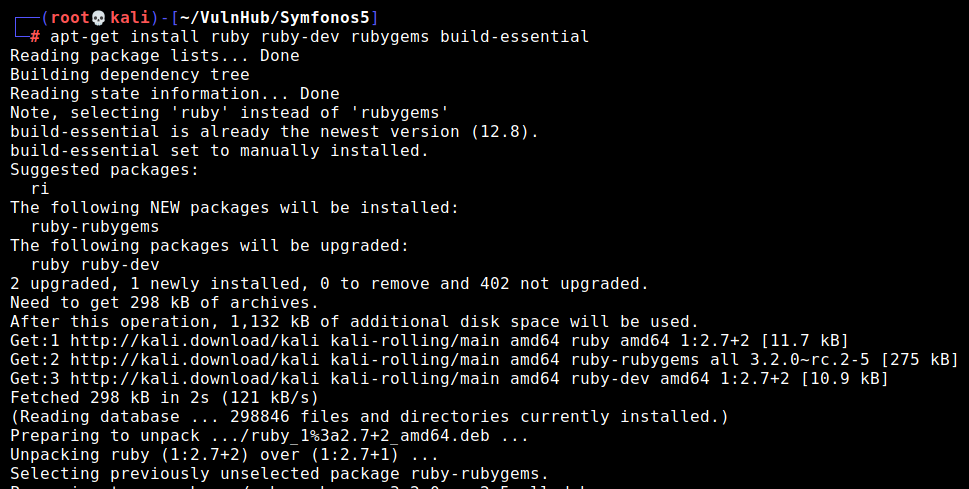 (root💀kali)-[~/VulnHub/Symfonos5]
# apt-get install ruby ruby-dev rubygems build-essential
Reading package lists... Done
Building dependency tree
Reading state information... Done
Note, selecting 'ruby' instead of 'rubygems'
build-essential is already the newest version (12.8).
build-essential set to manually installed.
Suggested packages:
  ri
The following NEW packages will be installed:
  ruby-rubygems
The following packages will be upgraded:
  ruby ruby-dev
2 upgraded, 1 newly installed, 0 to remove and 402 not upgraded.
Need to get 298 kB of archives.
After this operation, 1,132 kB of additional disk space will be used.
Get:1 http://kali.download/kali kali-rolling/main amd64 ruby amd64 1:2.7+2 [11.7 kB]
Get:2 http://kali.download/kali kali-rolling/main amd64 ruby-rubygems all 3.2.0~rc.2-5 [275 kB]
Get:3 http://kali.download/kali kali-rolling/main amd64 ruby-dev amd64 1:2.7+2 [10.9 kB]
Fetched 298 kB in 2s (121 kB/s)
(Reading database ... 298846 files and directories currently installed.)
Preparing to unpack .../ruby_1%3a2.7+2_amd64.deb ...
Unpacking ruby (1:2.7+2) over (1:2.7+1) ...
Selecting previously unselected package ruby-rubygems.